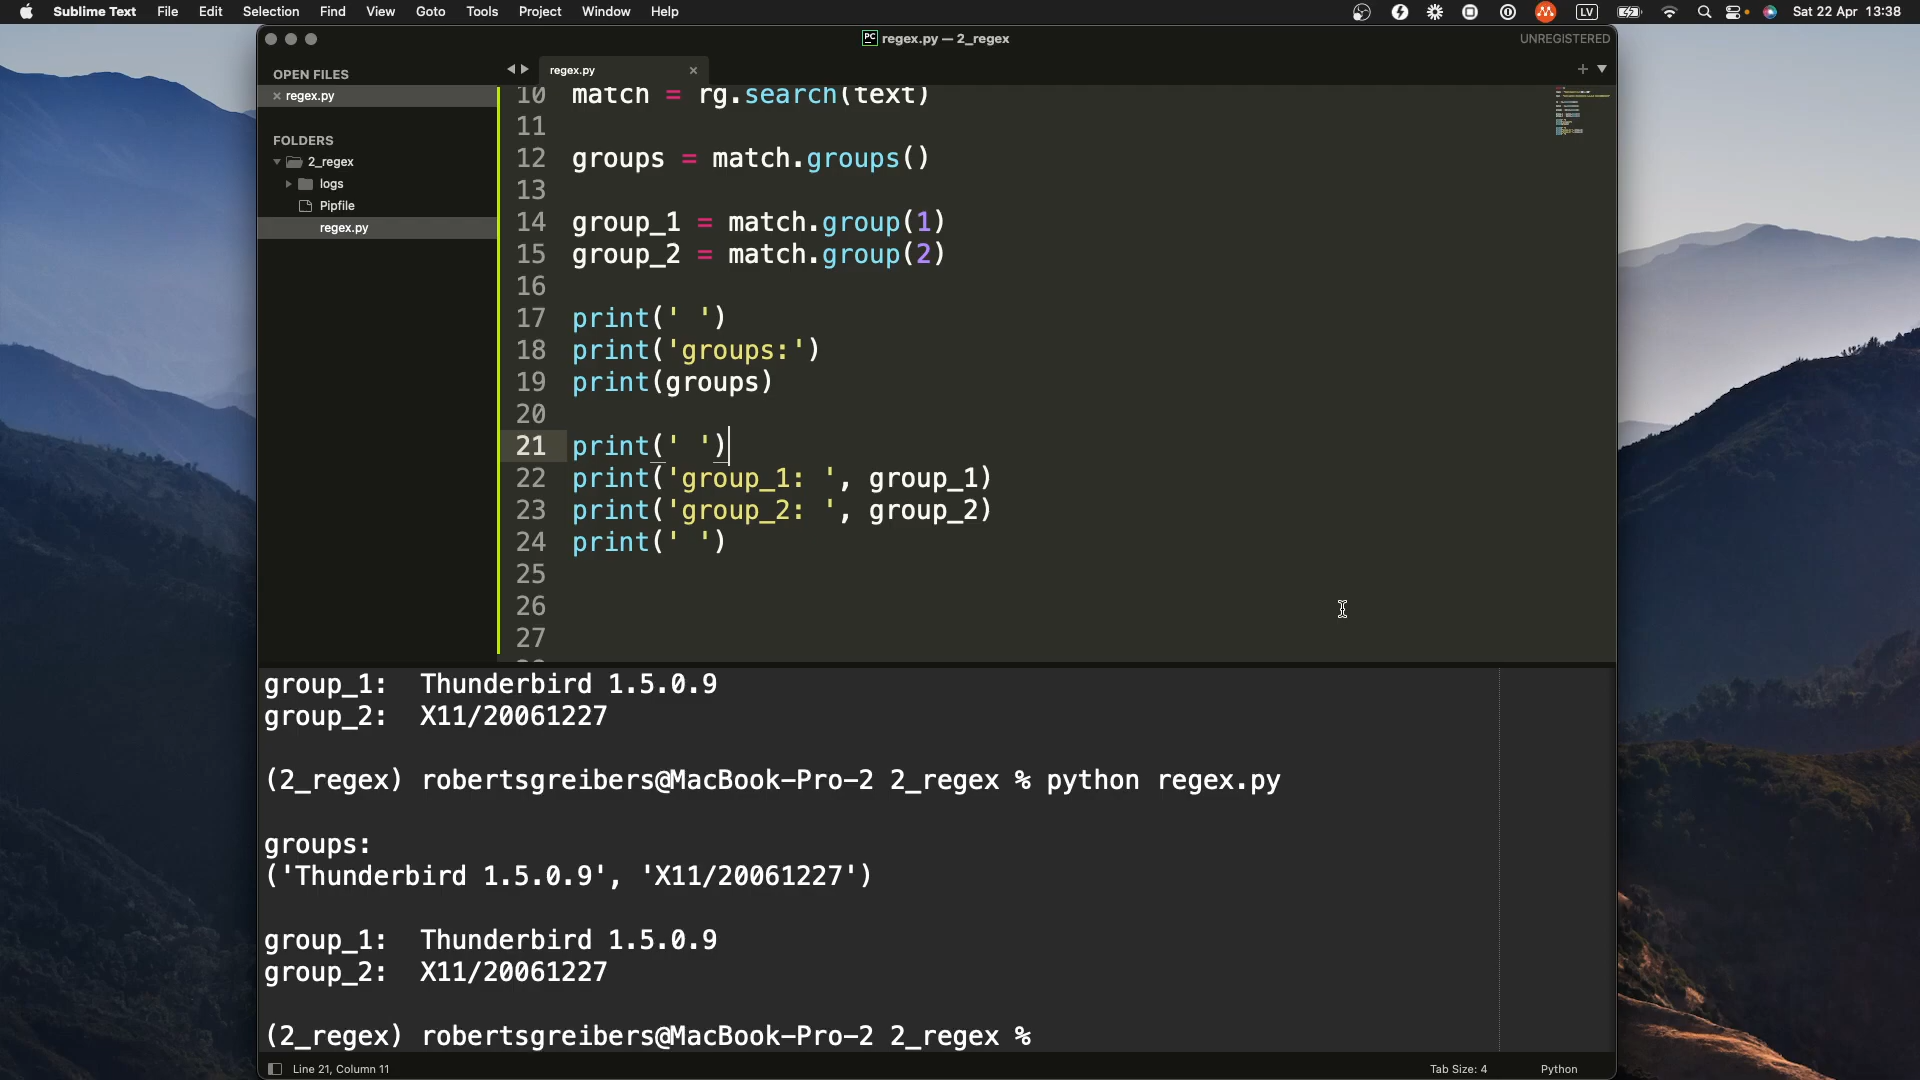 Sublime Text File Edit Selection Find View Goto Tools Project Window Help LV Sat 22 Apr 13:38
regex.py — 2_regex UNREGISTERED
OPEN FILES
regex.py
FOLDERS
2_regex
logs
Pipfile
regex.py
regex.py
10 match = rg.search(text)
11
12 groups = match.groups()
13
14 group_1 = match.group(1)
15 group_2 = match.group(2)
16
17 print(' ')
18 print('groups:')
19 print(groups)
20
21 print(' ')
22 print('group_1: ', group_1)
23 print('group_2: ', group_2)
24 print(' ')
25
26
27
group_1:  Thunderbird 1.5.0.9
group_2:  X11/20061227
(2_regex) robertsgreibers@MacBook-Pro-2 2_regex % python regex.py
groups:
('Thunderbird 1.5.0.9', 'X11/20061227')
group_1:  Thunderbird 1.5.0.9
group_2:  X11/20061227
(2_regex) robertsgreibers@MacBook-Pro-2 2_regex %
Line 21, Column 11 Tab Size: 4 Python